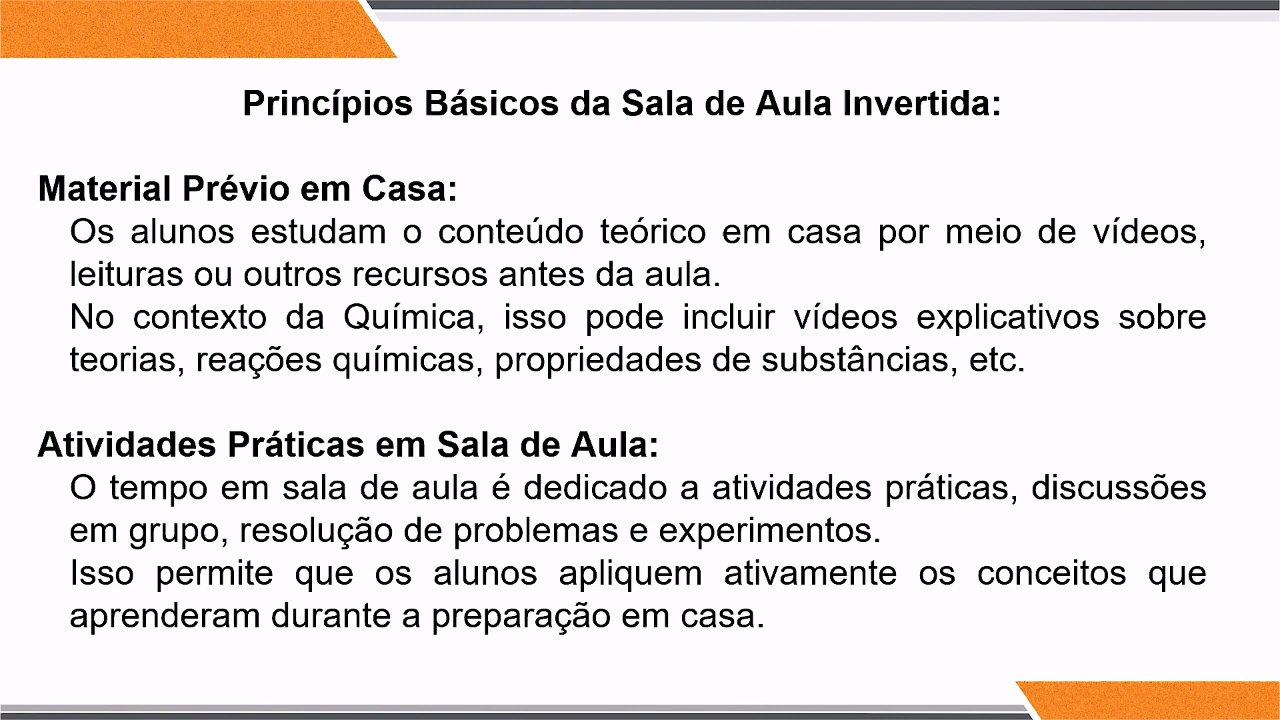 Princípios Básicos da Sala de Aula Invertida:
Material Prévio em Casa:
Os alunos estudam o conteúdo teórico em casa por meio de vídeos,
leituras ou outros recursos antes da aula.
No contexto da Química, isso pode incluir vídeos explicativos sobre
teorias, reações químicas, propriedades de substâncias, etc.
Atividades Práticas em Sala de Aula:
O tempo em sala de aula é dedicado a atividades práticas, discussões
em grupo, resolução de problemas e experimentos.
Isso permite que os alunos apliquem ativamente os conceitos que
aprenderam durante a preparação em casa.